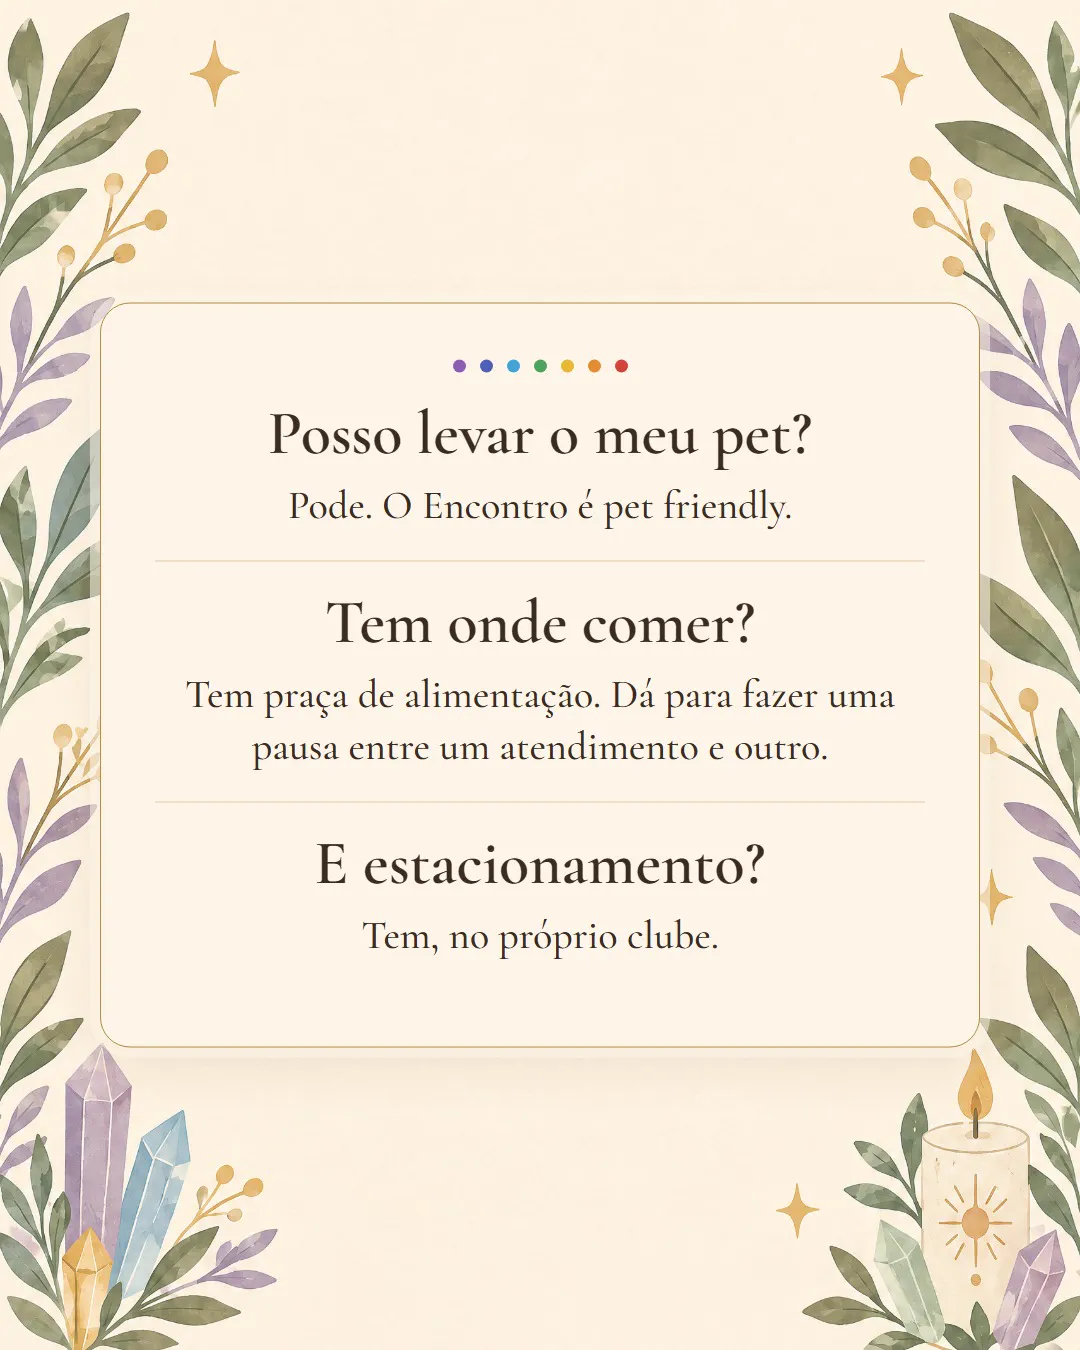 Posso levar o meu pet?
Pode. O Encontro é pet friendly.
Tem onde comer?
Tem praça de alimentação. Dá para fazer uma
pausa entre um atendimento e outro.
E estacionamento?
Tem, no próprio clube.